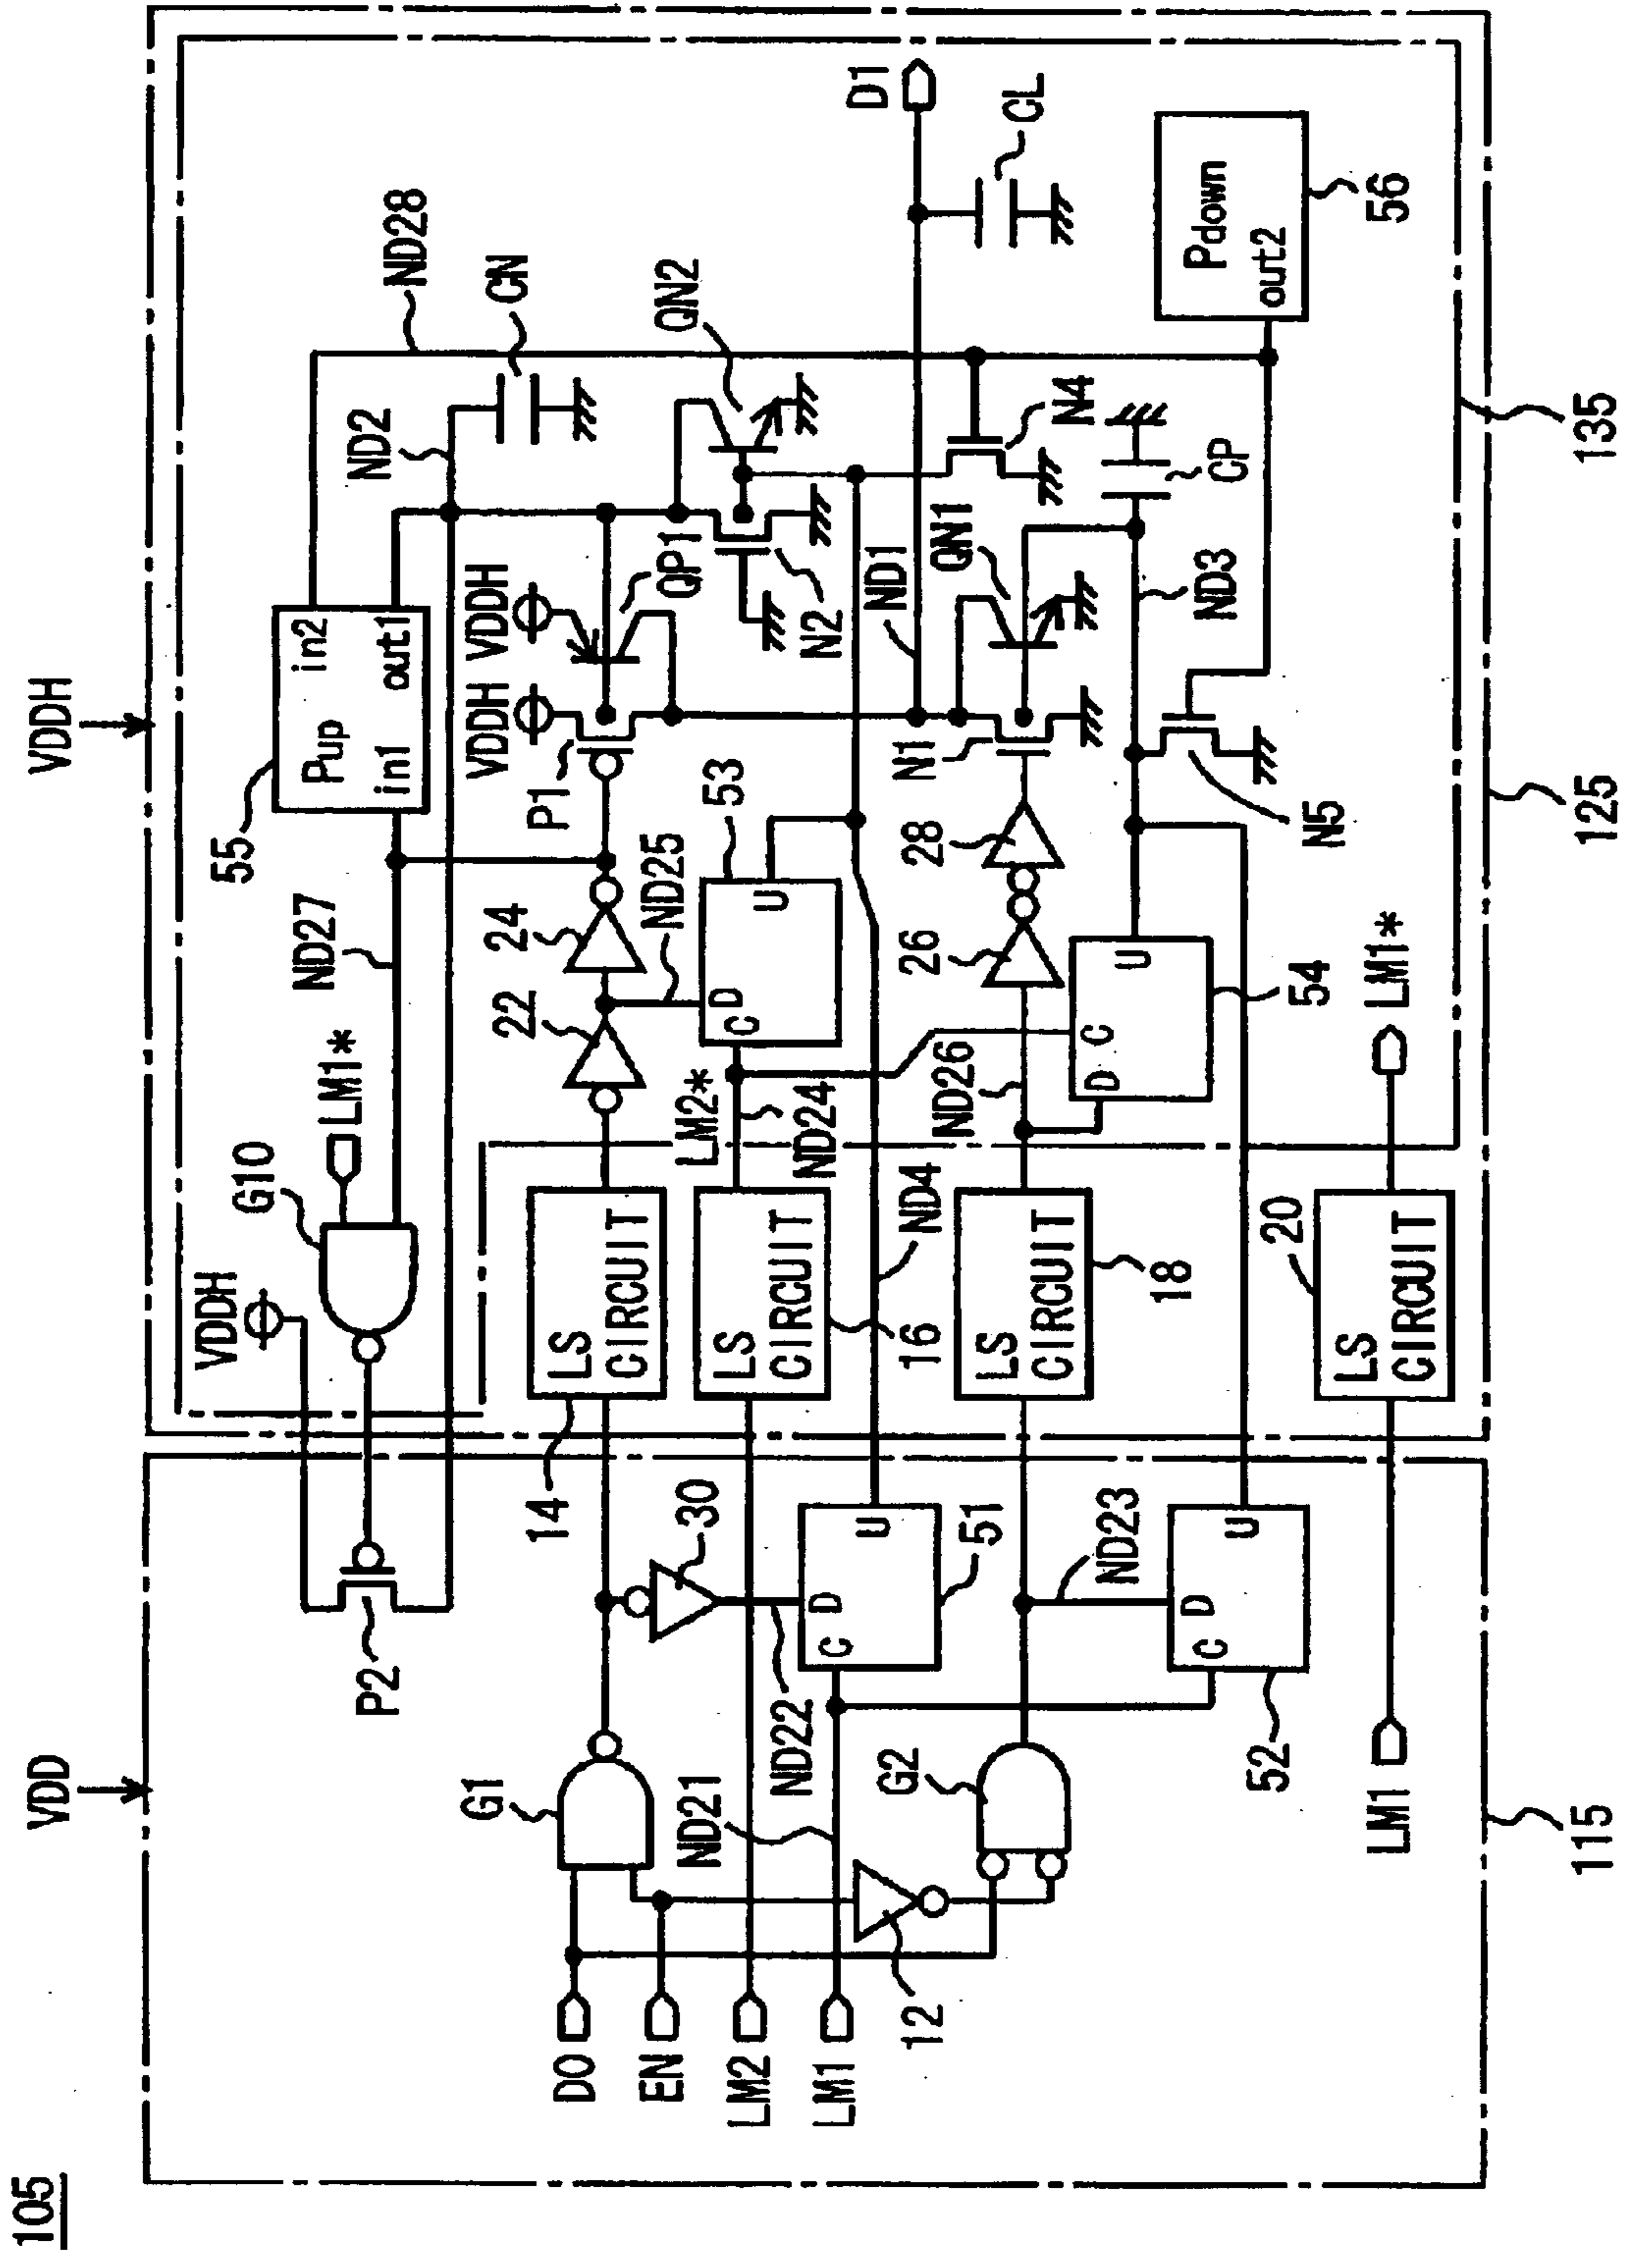 105
VDD
VDDH
P2
VDDH
G10
LM1*
ND27
55
Pup
in1
in2
out1
ND2
CN
ND28
DO
EN
LM2
LM1
G1
14
LS
CIRCUIT
22
24
ND25
P1
VDDH
VDDH
QP1
QN2
N2
30
ND22
ND21
C
D
U
51
LS
CIRCUIT
16
LM2*
ND24
C
D
U
53
ND4
ND1
D1
CL
12
G2
ND23
LS
CIRCUIT
18
ND26
26
28
N1
QN1
N4
C
D
U
52
D
C
U
54
ND3
CP
N5
Pdown
out2
56
LM1
20
LS
CIRCUIT
LM1*
115
125
135